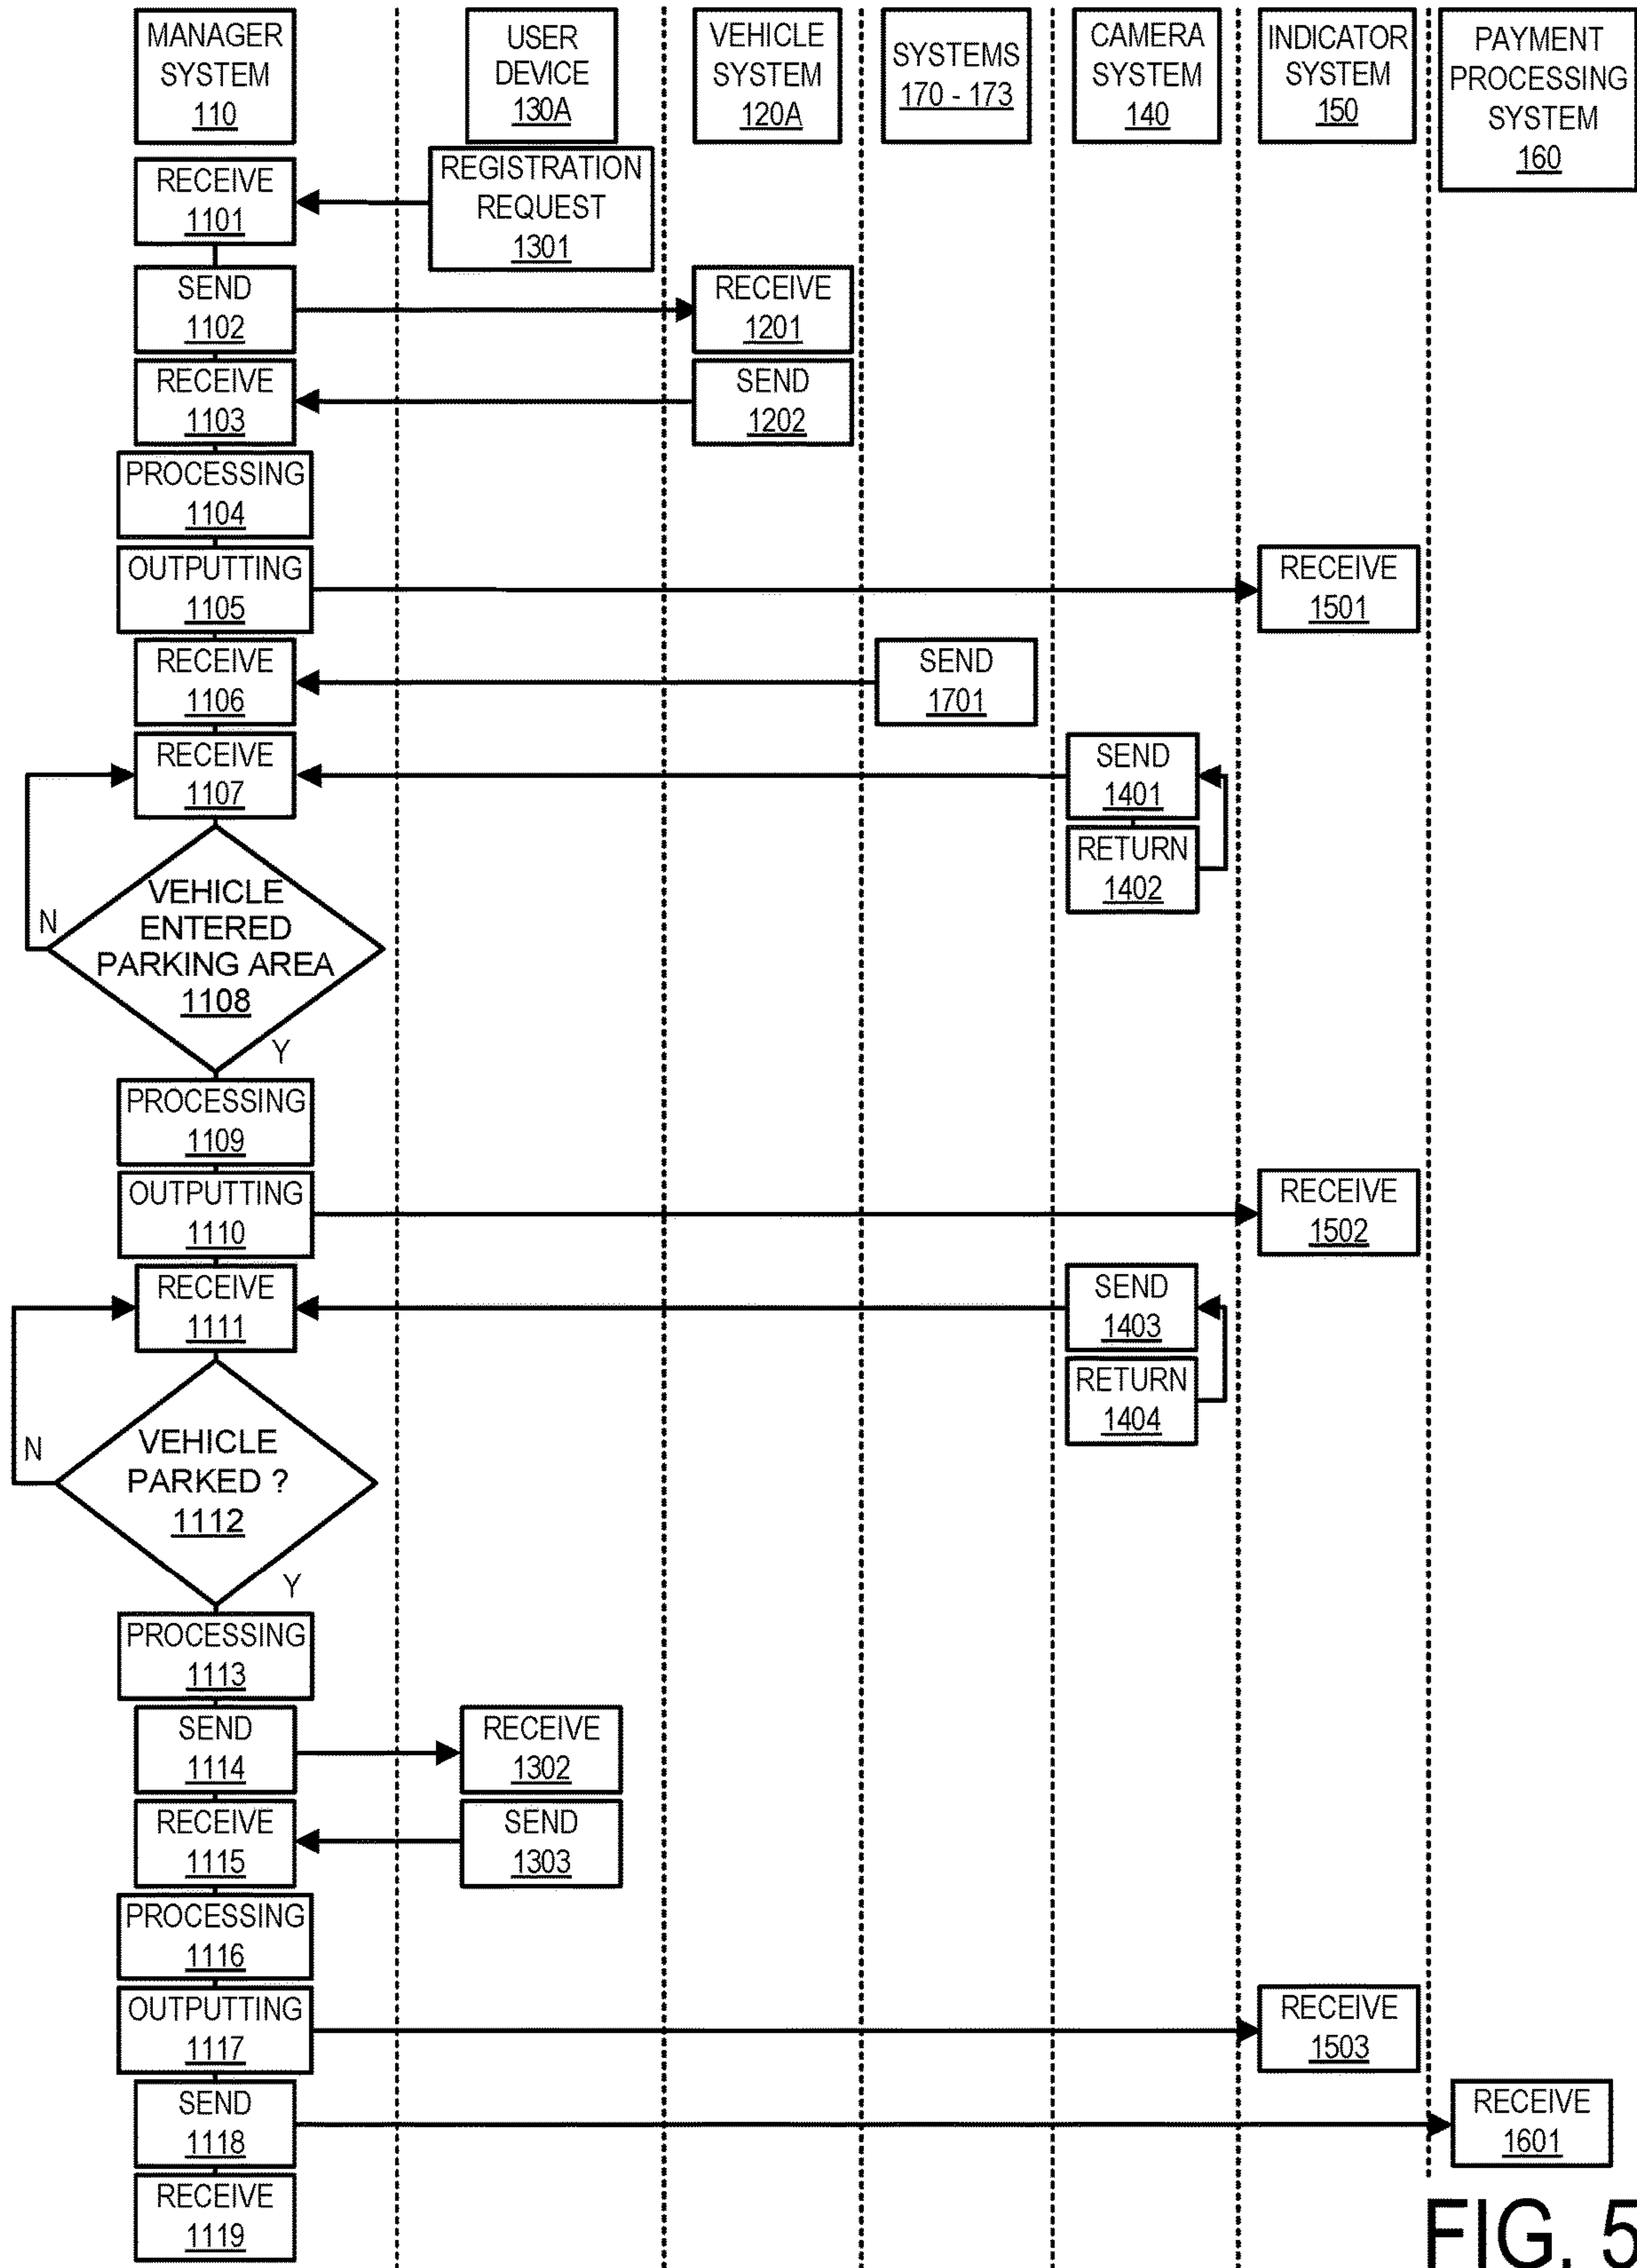 MANAGER
SYSTEM
110
USER
DEVICE
130A
VEHICLE
SYSTEM
120A
SYSTEMS
170 - 173
CAMERA
SYSTEM
140
INDICATOR
SYSTEM
150
PAYMENT
PROCESSING
SYSTEM
160
RECEIVE
1101
REGISTRATION
REQUEST
1301
SEND
1102
RECEIVE
1201
RECEIVE
1103
SEND
1202
PROCESSING
1104
OUTPUTTING
1105
RECEIVE
1501
RECEIVE
1106
SEND
1701
RECEIVE
1107
SEND
1401
RETURN
1402
N
VEHICLE
ENTERED
PARKING AREA
1108
Y
PROCESSING
1109
OUTPUTTING
1110
RECEIVE
1502
RECEIVE
1111
SEND
1403
RETURN
1404
N
VEHICLE
PARKED ?
1112
Y
PROCESSING
1113
SEND
1114
RECEIVE
1302
RECEIVE
1115
SEND
1303
PROCESSING
1116
OUTPUTTING
1117
RECEIVE
1503
SEND
1118
RECEIVE
1601
RECEIVE
1119
FIG. 5